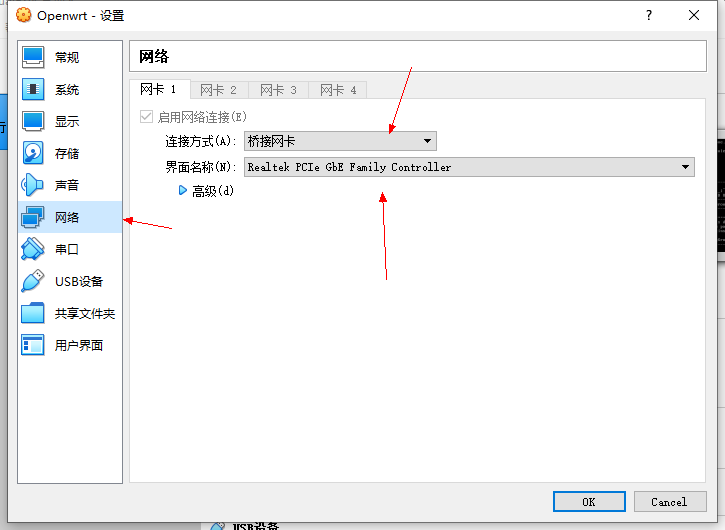 Openwrt - 设置
?
常规
系统
显示
存储
声音
网络
串口
USB设备
共享文件夹
用户界面
网络
网卡 1 网卡 2 网卡 3 网卡 4
启用网络连接(E)
连接方式(A): 桥接网卡
界面名称(N): Realtek PCIe GbE Family Controller
高级(d)
OK Cancel
USB设备